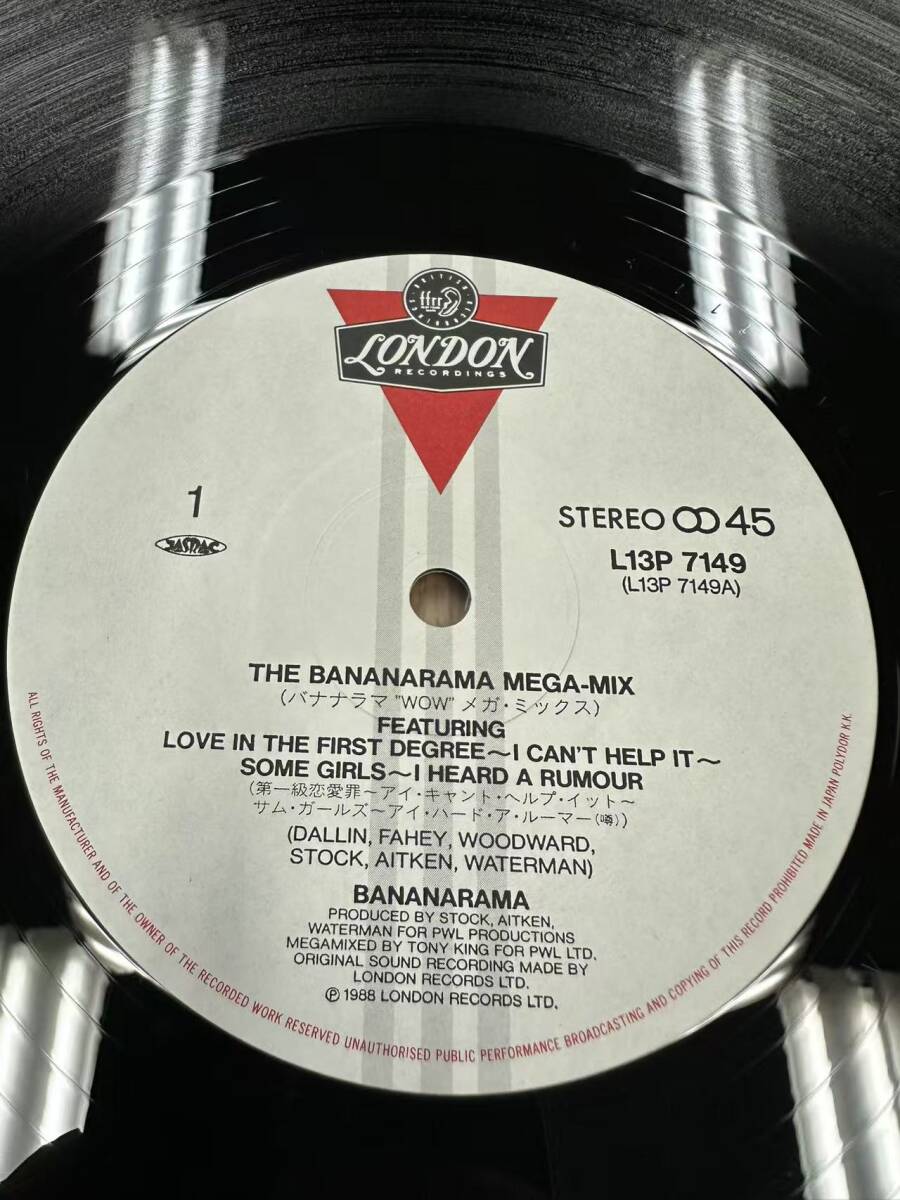 BRITISH RECORDINGS
ffrr
LONDON
RECORDINGS
1
JASRAC
STEREO 45
L13P 7149
(L13P 7149A)
THE BANANARAMA MEGA-MIX
(バナナラマ "WOW" メガ・ミックス)
FEATURING
LOVE IN THE FIRST DEGREE~I CAN'T HELP IT~
SOME GIRLS~I HEARD A RUMOUR
(第一級恋愛罪~アイ・キャント・ヘルプ・イット~
サム・ガールズ~アイ・ハード・ア・ルーマー(噂))
(DALLIN, FAHEY, WOODWARD,
STOCK, AITKEN, WATERMAN)
BANANARAMA
PRODUCED BY STOCK, AITKEN,
WATERMAN FOR PWL PRODUCTIONS
MEGAMIXED BY TONY KING FOR PWL LTD.
ORIGINAL SOUND RECORDING MADE BY
LONDON RECORDS LTD.
Ⓟ 1988 LONDON RECORDS LTD.
ALL RIGHTS OF THE MANUFACTURER AND OF THE OWNER OF THE RECORDED WORK RESERVED UNAUTHORISED PUBLIC PERFORMANCE BROADCASTING AND COPYING OF THIS RECORD PROHIBITED MADE IN JAPAN POLYDOR K.K.